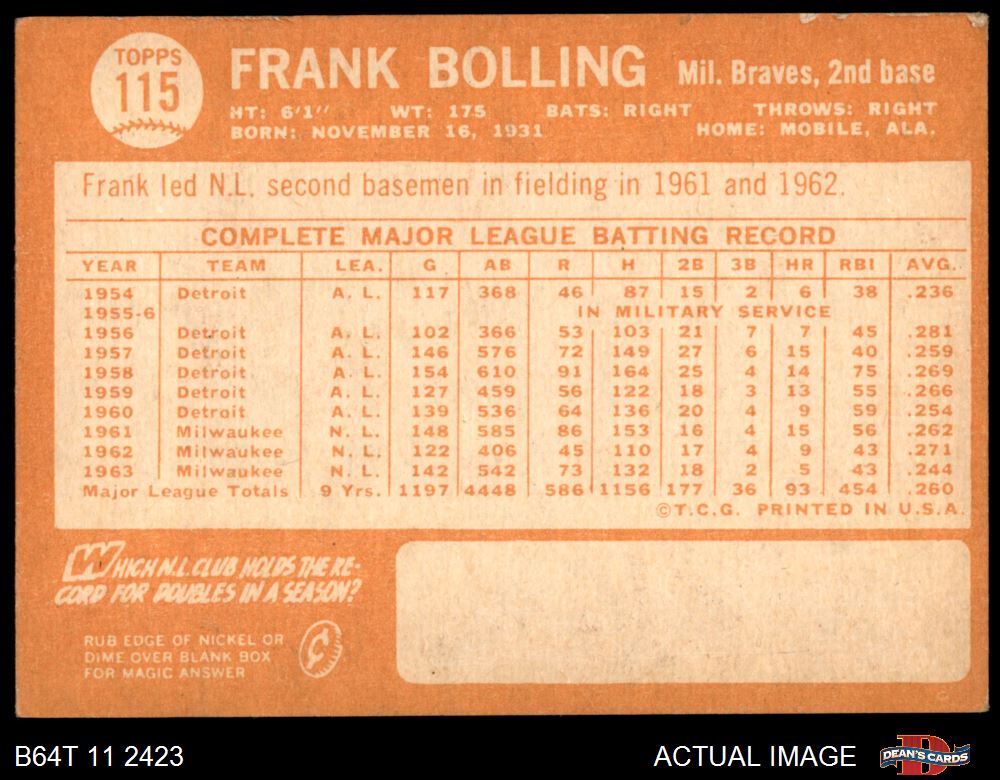 TOPPS
115
FRANK BOLLING Mil. Braves, 2nd base
HT: 6'1" WT: 175 BATS: RIGHT THROWS: RIGHT
BORN: NOVEMBER 16, 1931 HOME: MOBILE, ALA.
Frank led N.L. second basemen in fielding in 1961 and 1962.
COMPLETE MAJOR LEAGUE BATTING RECORD
YEAR TEAM LEA. G AB R H 2B 3B HR RBI AVG.
1954 Detroit A. L. 117 368 46 87 15 2 6 38 .236
1955-6 IN MILITARY SERVICE
1956 Detroit A. L. 102 366 53 103 21 7 7 45 .281
1957 Detroit A. L. 146 576 72 149 27 6 15 40 .259
1958 Detroit A. L. 154 610 91 164 25 4 14 75 .269
1959 Detroit A. L. 127 459 56 122 18 3 13 55 .266
1960 Detroit A. L. 139 536 64 136 20 4 9 59 .254
1961 Milwaukee N. L. 148 585 86 153 16 4 15 56 .262
1962 Milwaukee N. L. 122 406 45 110 17 4 9 43 .271
1963 Milwaukee N. L. 142 542 73 132 18 2 5 43 .244
Major League Totals 9 Yrs. 1197 4448 586 1156 177 36 93 454 .260
©T.C.G. PRINTED IN U.S.A.
WHICH N.L. CLUB HOLDS THE RE-
CORD FOR DOUBLES IN A SEASON?
RUB EDGE OF NICKEL OR
DIME OVER BLANK BOX
FOR MAGIC ANSWER
¢
B64T 11 2423 ACTUAL IMAGE DEAN'S CARDS